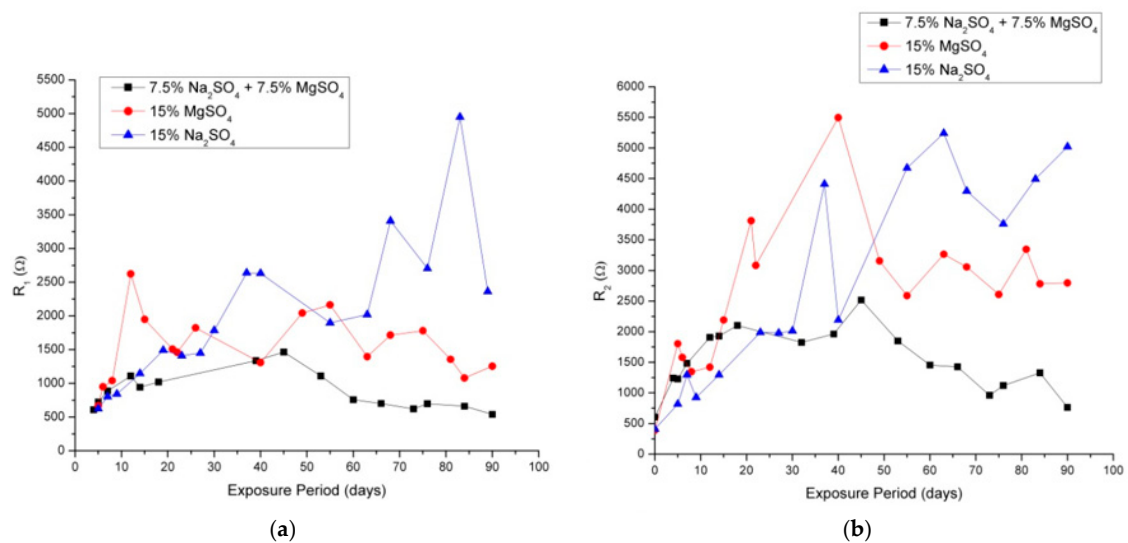 7.5% Na₂SO₄ + 7.5% MgSO₄
15% MgSO₄
15% Na₂SO₄
5500
5000
4500
4000
3500
3000
2500
2000
1500
1000
500
0
R₁ (Ω)
0 10 20 30 40 50 60 70 80 90 100
Exposure Period (days)
(a)
7.5% Na₂SO₄ + 7.5% MgSO₄
15% MgSO₄
15% Na₂SO₄
6000
5500
5000
4500
4000
3500
3000
2500
2000
1500
1000
500
0
R₂ (Ω)
0 10 20 30 40 50 60 70 80 90 100
Exposure Period (days)
(b)